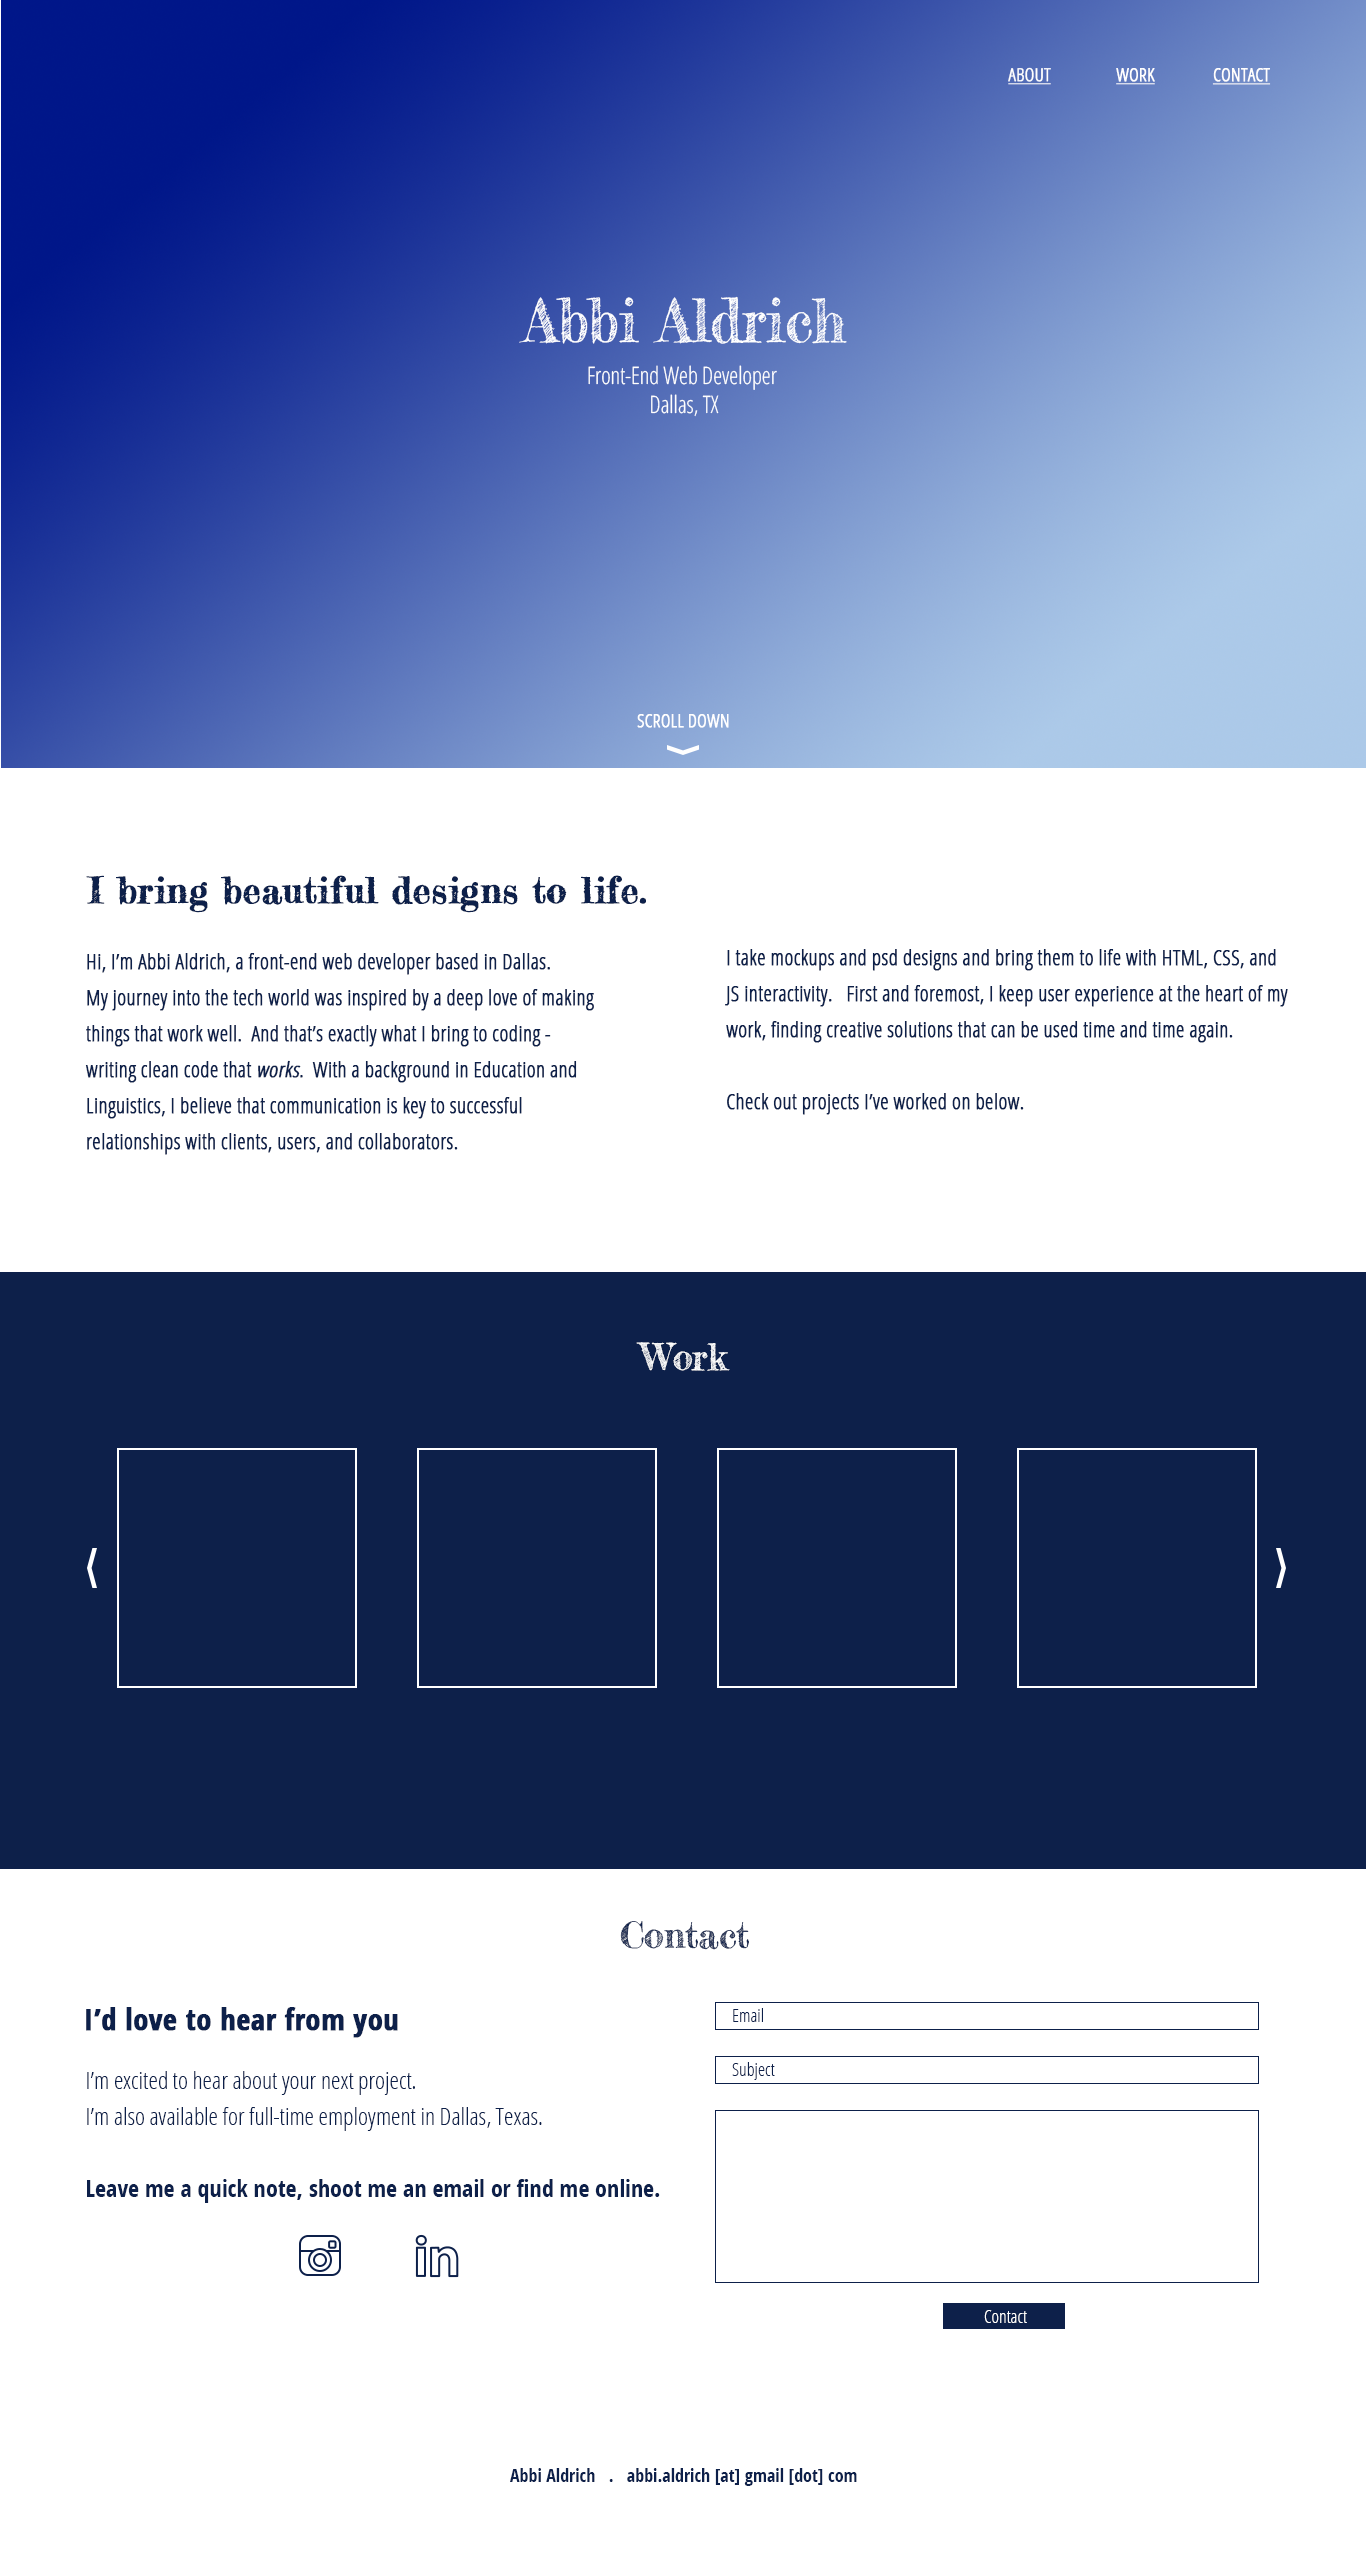 ABOUT WORK CONTACT
Abbi Aldrich
Front-End Web Developer
Dallas, TX
SCROLL DOWN
I bring beautiful designs to life.
Hi, I’m Abbi Aldrich, a front-end web developer based in Dallas.
My journey into the tech world was inspired by a deep love of making
things that work well.  And that’s exactly what I bring to coding -
writing clean code that works.  With a background in Education and
Linguistics, I believe that communication is key to successful
relationships with clients, users, and collaborators.
I take mockups and psd designs and bring them to life with HTML, CSS, and
JS interactivity.   First and foremost, I keep user experience at the heart of my
work, finding creative solutions that can be used time and time again.
Check out projects I’ve worked on below.
Work
Contact
I’d love to hear from you
I’m excited to hear about your next project.
I’m also available for full-time employment in Dallas, Texas.
Leave me a quick note, shoot me an email or find me online.
in
Email
Subject
Contact
Abbi Aldrich   .   abbi.aldrich [at] gmail [dot] com